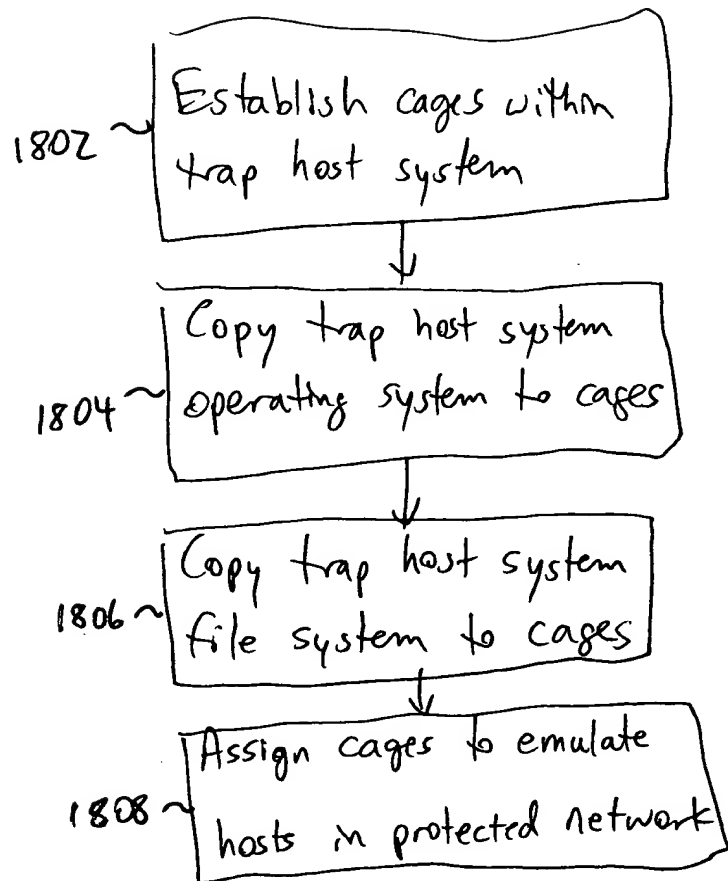 Establish cages within
1802
trap host system
Copy trap host system
1804
operating system to cages
Copy trap host system
1806
file system to cages
Assign cages to emulate
1808
hosts in protected network